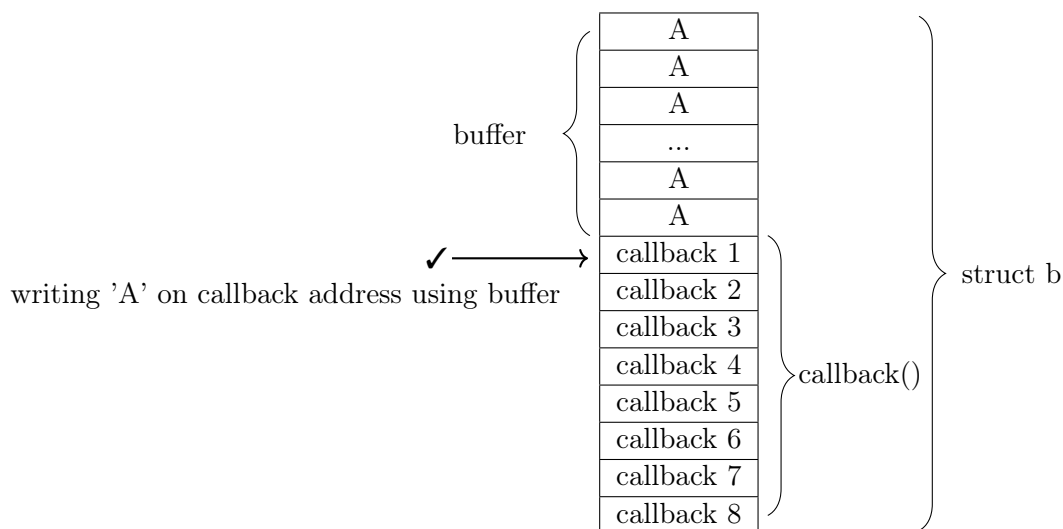 A
A
A
buffer
...
A
A
✓
callback 1
writing 'A' on callback address using buffer
callback 2
struct b
callback 3
callback 4
callback()
callback 5
callback 6
callback 7
callback 8